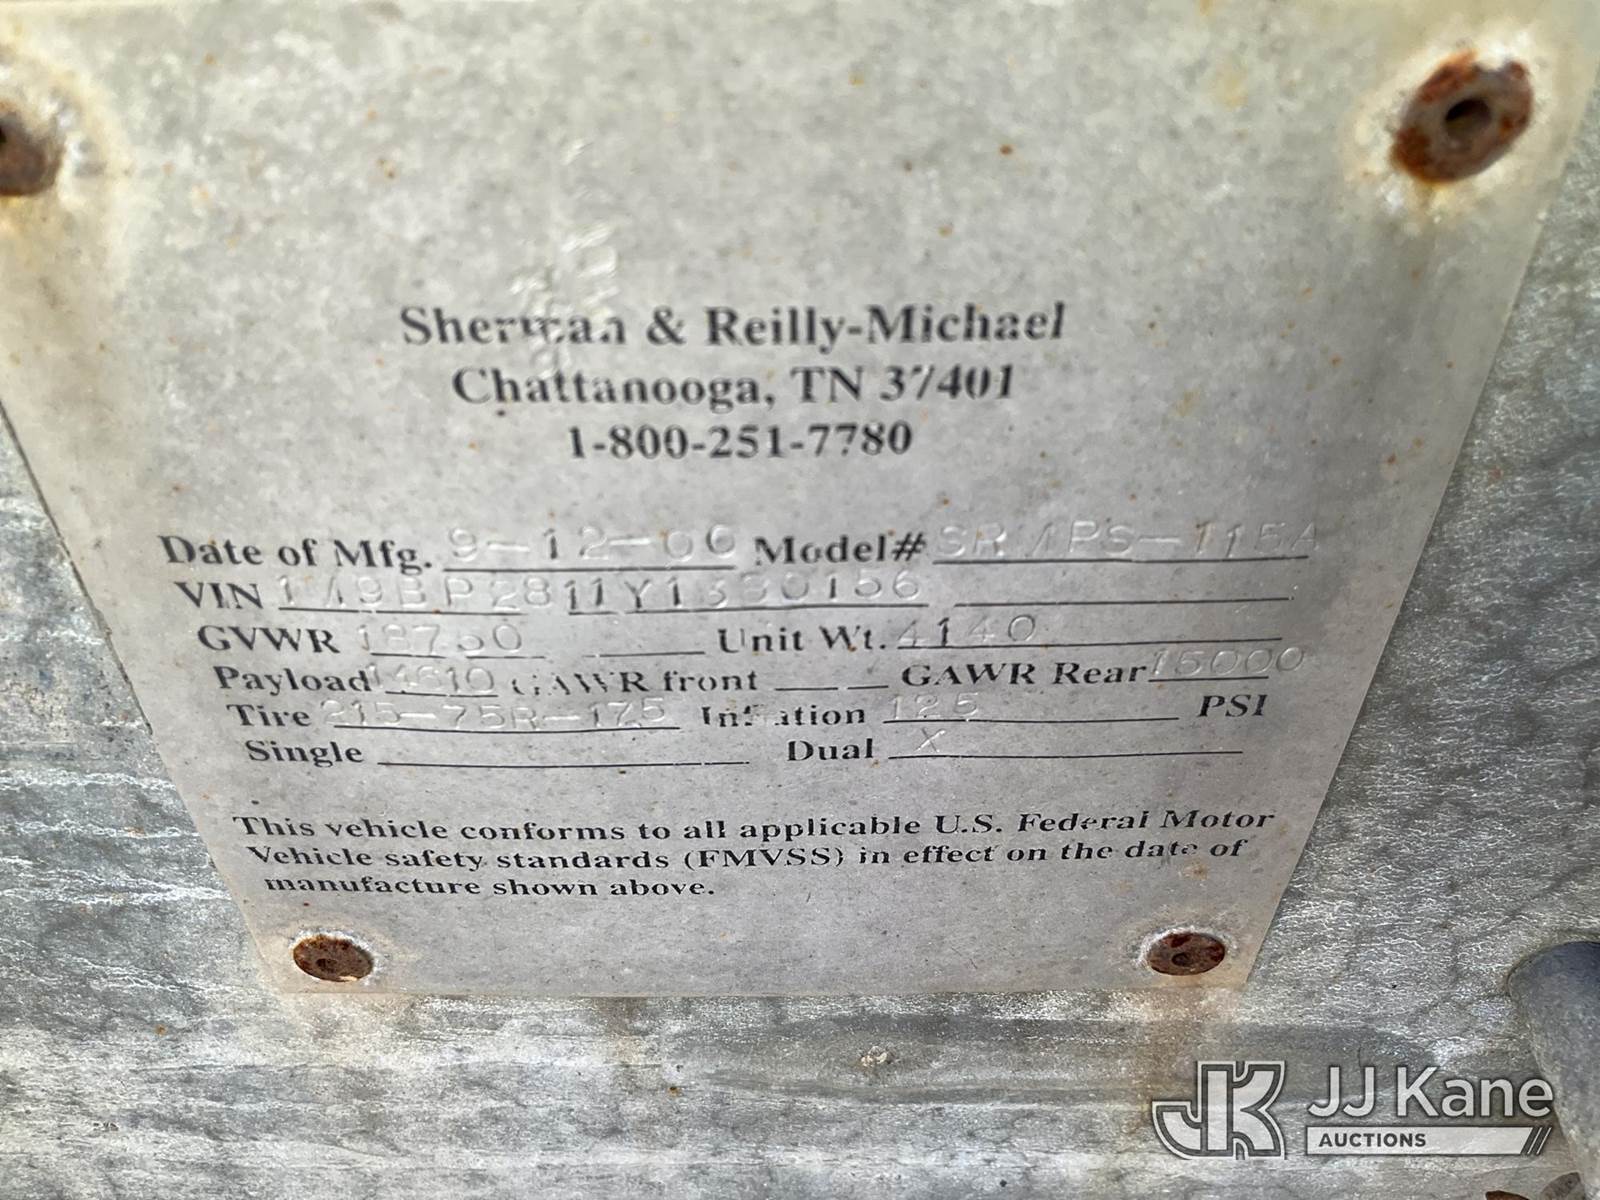 Sherman & Reilly-Michael
Chattanooga, TN 37401
1-800-251-7780
Date of Mfg. 9-12-00 Model#
VIN
GVWR 18750 Unit Wt. 4140
Payload 14610 GAWR front GAWR Rear 15000
Tire 215-75R-175 Inflation 125 PSI
Single Dual X
This vehicle conforms to all applicable U.S. Federal Motor
Vehicle safety standards (FMVSS) in effect on the date of
manufacture shown above.
JK JJ Kane
AUCTIONS